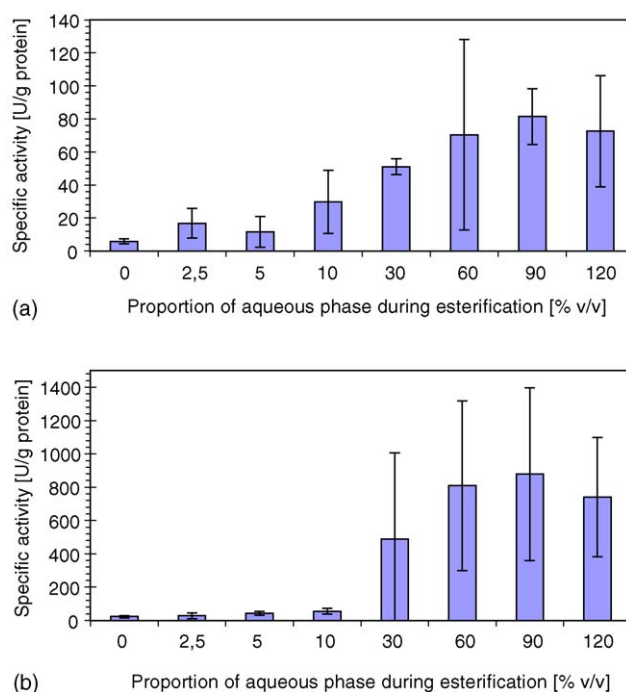 Specific activity [U/g protein]
140
120
100
80
60
40
20
0
0 2,5 5 10 30 60 90 120
(a) Proportion of aqueous phase during esterification [% v/v]
Specific activity [U/g protein]
1400
1200
1000
800
600
400
200
0
0 2,5 5 10 30 60 90 120
(b) Proportion of aqueous phase during esterification [% v/v]